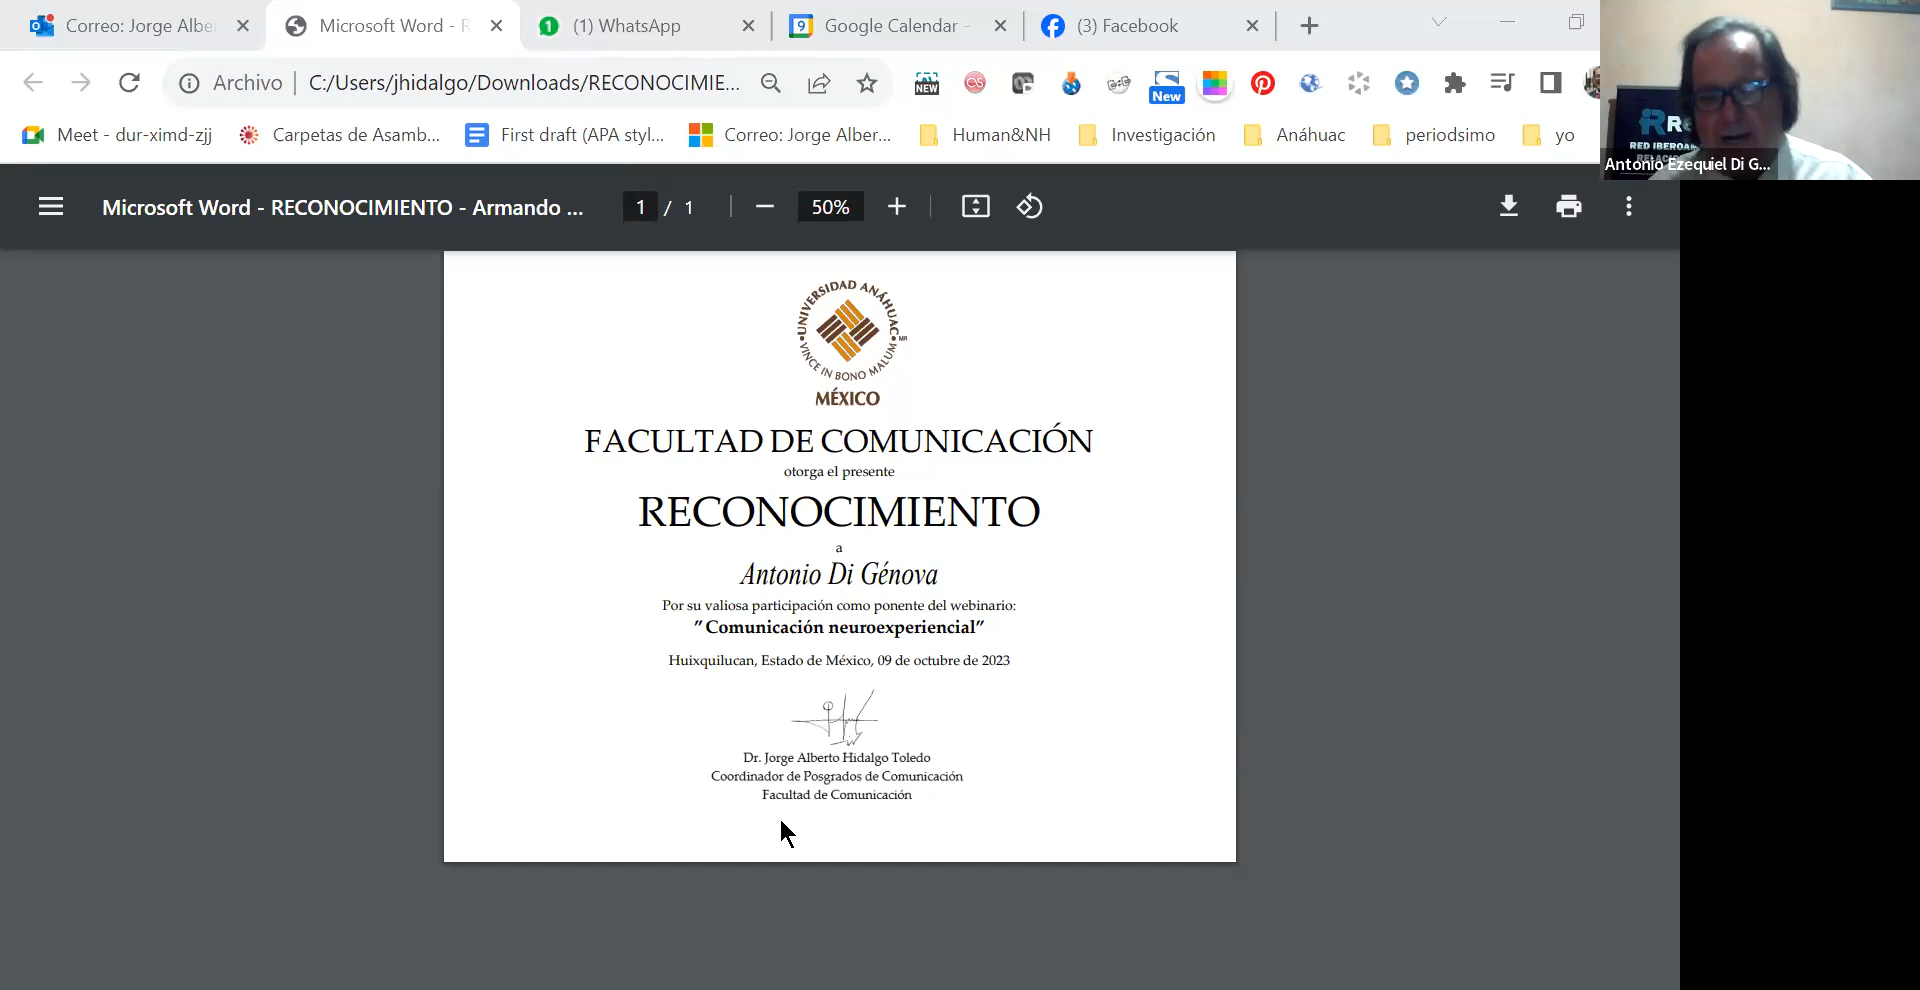 Correo: Jorge Albe
Microsoft Word - R
(1) WhatsApp
9
Google Calendar -
(3) Facebook
Archivo
C:/Users/jhidalgo/Downloads/RECONOCIMIE...
NEW
New
Meet - dur-ximd-zjj
Carpetas de Asamb...
First draft (APA styl...
Correo: Jorge Alber...
Human&NH
Investigación
Anáhuac
periodsimo
yo
RED IBEROA
RELAC
Antonio Ezequiel Di G...
Microsoft Word - RECONOCIMIENTO - Armando ...
1 / 1
50%
UNIVERSIDAD ANÁHUAC
MR
VINCE IN BONO MALUM
MÉXICO
FACULTAD DE COMUNICACIÓN
otorga el presente
RECONOCIMIENTO
a
Antonio Di Génova
Por su valiosa participación como ponente del webinario:
”Comunicación neuroexperiencial”
Huixquilucan, Estado de México, 09 de octubre de 2023
Dr. Jorge Alberto Hidalgo Toledo
Coordinador de Posgrados de Comunicación
Facultad de Comunicación